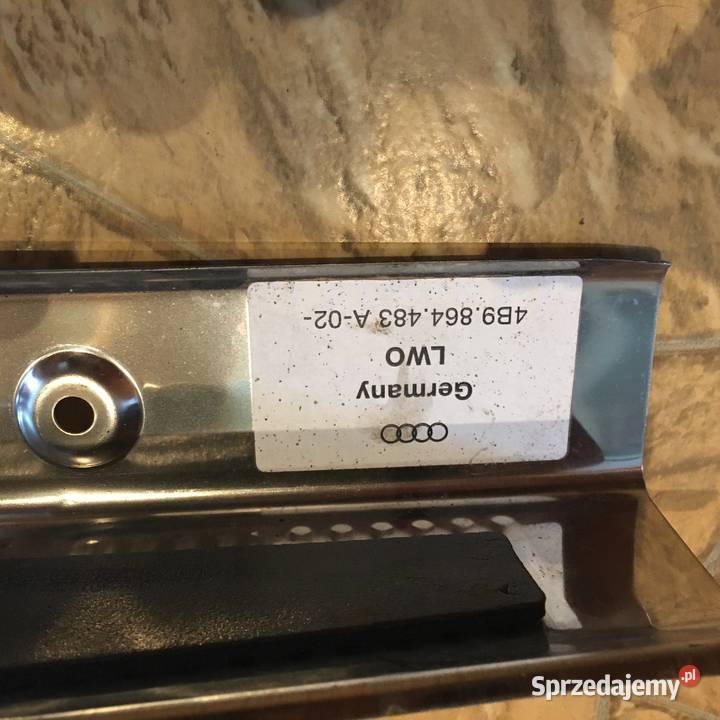 Germany
LWO
4B9.864.483 A-02-
Sprzedajemy.pl